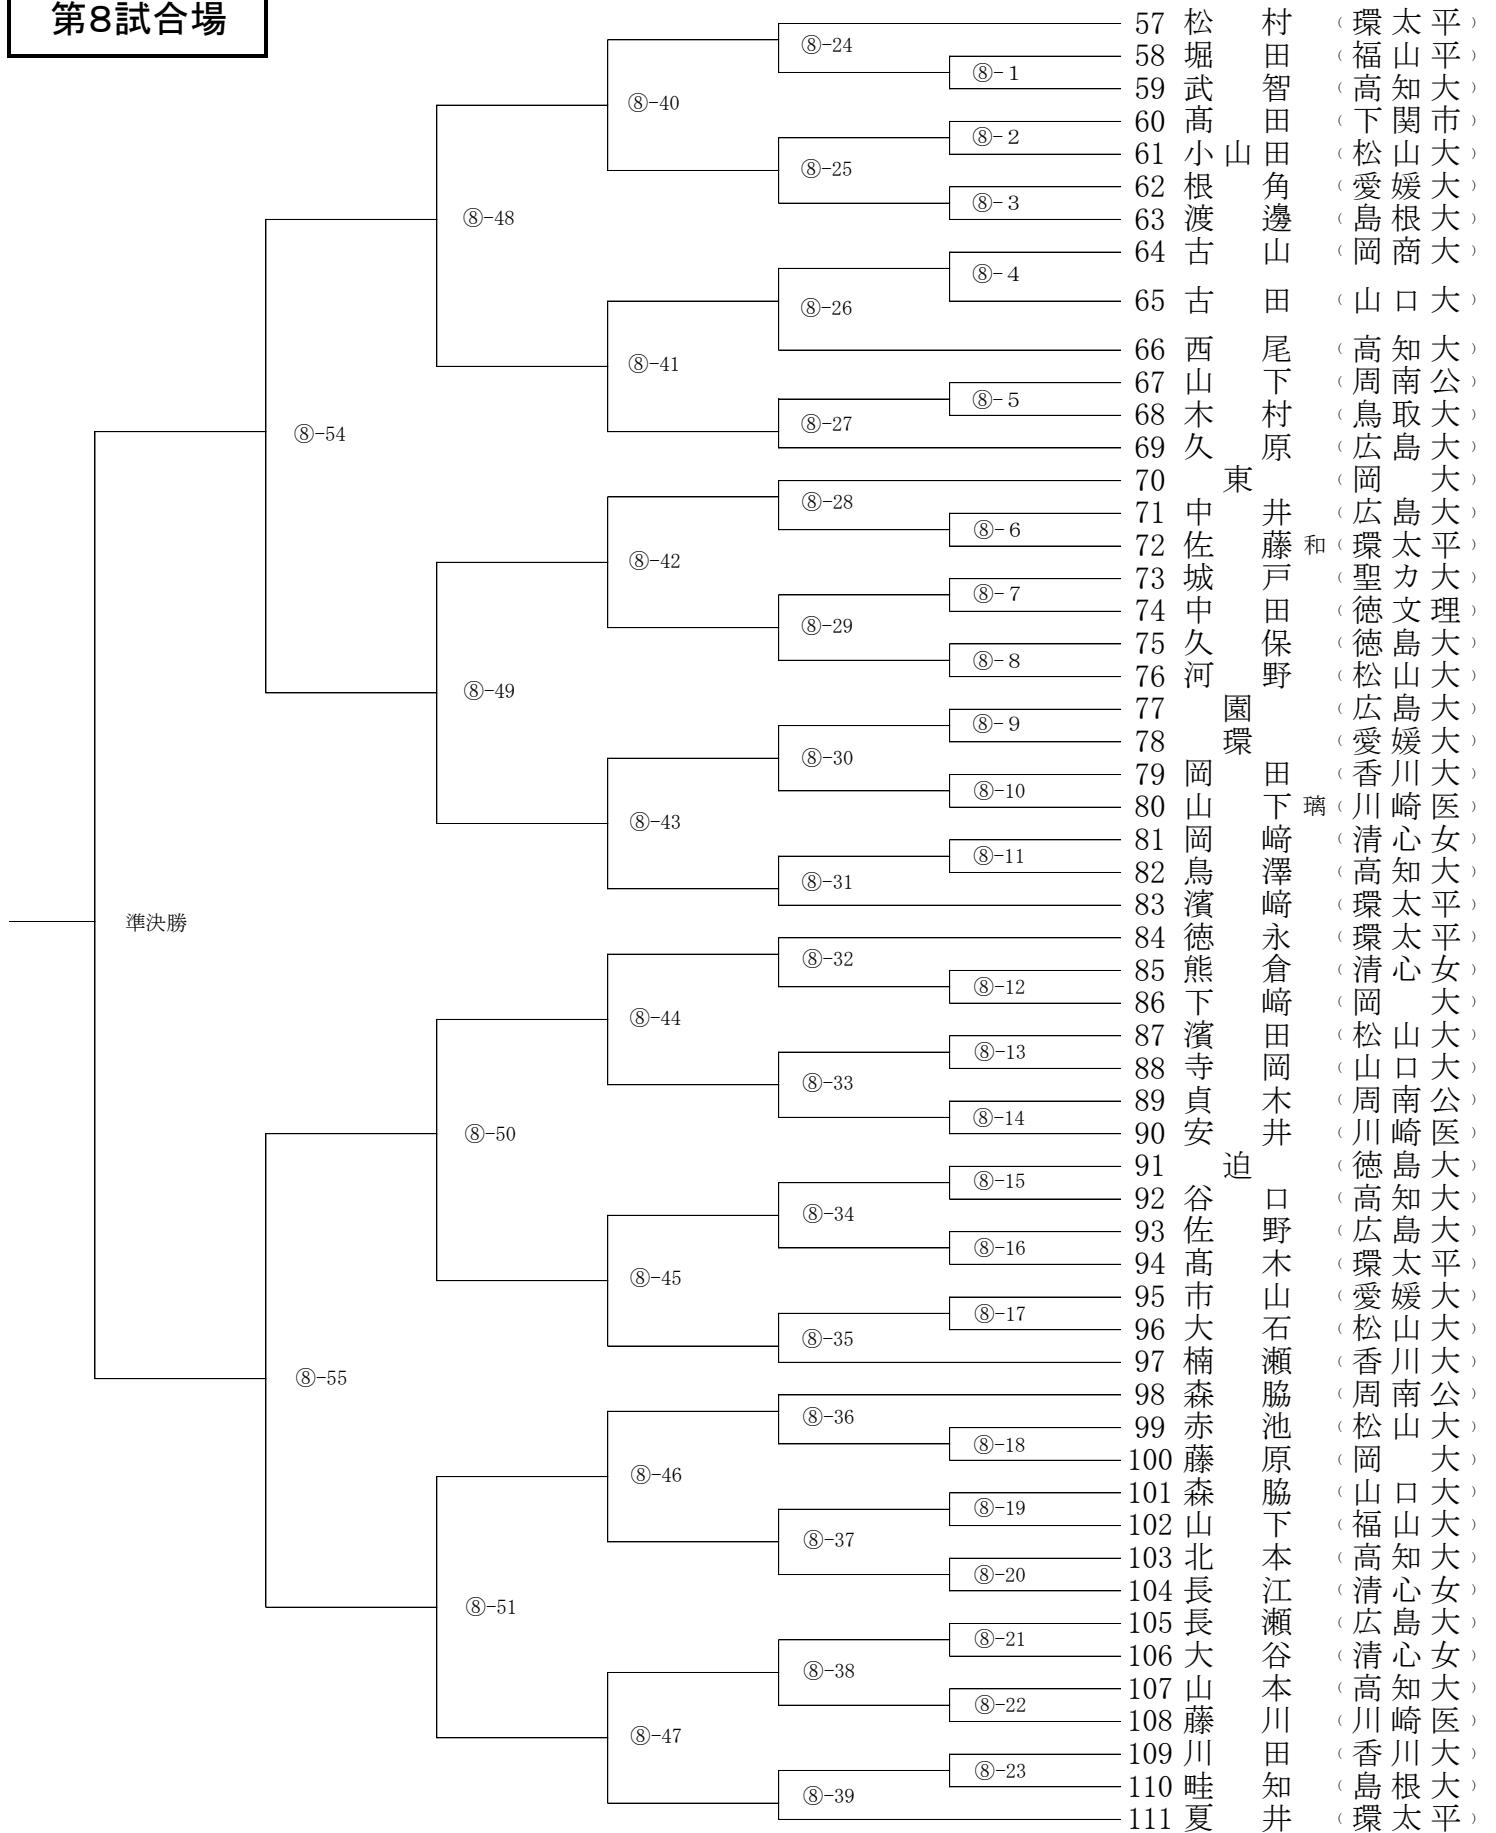 第8試合場
57 松村 (環太平)
⑧-24
58 堀田 (福山平)
⑧-1
59 武智 (高知大)
⑧-40
60 髙田 (下関市)
⑧-2
61 小山田 (松山大)
⑧-25
62 根角 (愛媛大)
⑧-3
63 渡邊 (島根大)
⑧-48
64 古山 (岡商大)
⑧-4
65 古田 (山口大)
⑧-26
66 西尾 (高知大)
⑧-41
67 山下 (周南公)
⑧-5
68 木村 (鳥取大)
⑧-27
69 久原 (広島大)
⑧-54
70 東 (岡大)
⑧-28
71 中井 (広島大)
⑧-6
72 佐藤和 (環太平)
⑧-42
73 城戸 (聖カ大)
⑧-7
74 中田 (徳文理)
⑧-29
75 久保 (徳島大)
⑧-8
76 河野 (松山大)
⑧-49
77 園 (広島大)
⑧-9
78 環 (愛媛大)
⑧-30
79 岡田 (香川大)
⑧-10
80 山下璃 (川崎医)
⑧-43
81 岡﨑 (清心女)
⑧-11
82 鳥澤 (高知大)
⑧-31
83 濱﨑 (環太平)
準決勝
84 徳永 (環太平)
⑧-32
85 熊倉 (清心女)
⑧-12
86 下﨑 (岡大)
⑧-44
87 濱田 (松山大)
⑧-13
88 寺岡 (山口大)
⑧-33
89 貞木 (周南公)
⑧-14
90 安井 (川崎医)
⑧-50
91 迫 (徳島大)
⑧-15
92 谷口 (高知大)
⑧-34
93 佐野 (広島大)
⑧-16
94 髙木 (環太平)
⑧-45
95 市山 (愛媛大)
⑧-17
96 大石 (松山大)
⑧-35
97 楠瀬 (香川大)
⑧-55
98 森脇 (周南公)
⑧-36
99 赤池 (松山大)
⑧-18
100 藤原 (岡大)
⑧-46
101 森脇 (山口大)
⑧-19
102 山下 (福山大)
⑧-37
103 北本 (高知大)
⑧-20
104 長江 (清心女)
⑧-51
105 長瀬 (広島大)
⑧-21
106 大谷 (清心女)
⑧-38
107 山本 (高知大)
⑧-22
108 藤川 (川崎医)
⑧-47
109 川田 (香川大)
⑧-23
110 畦知 (島根大)
⑧-39
111 夏井 (環太平)